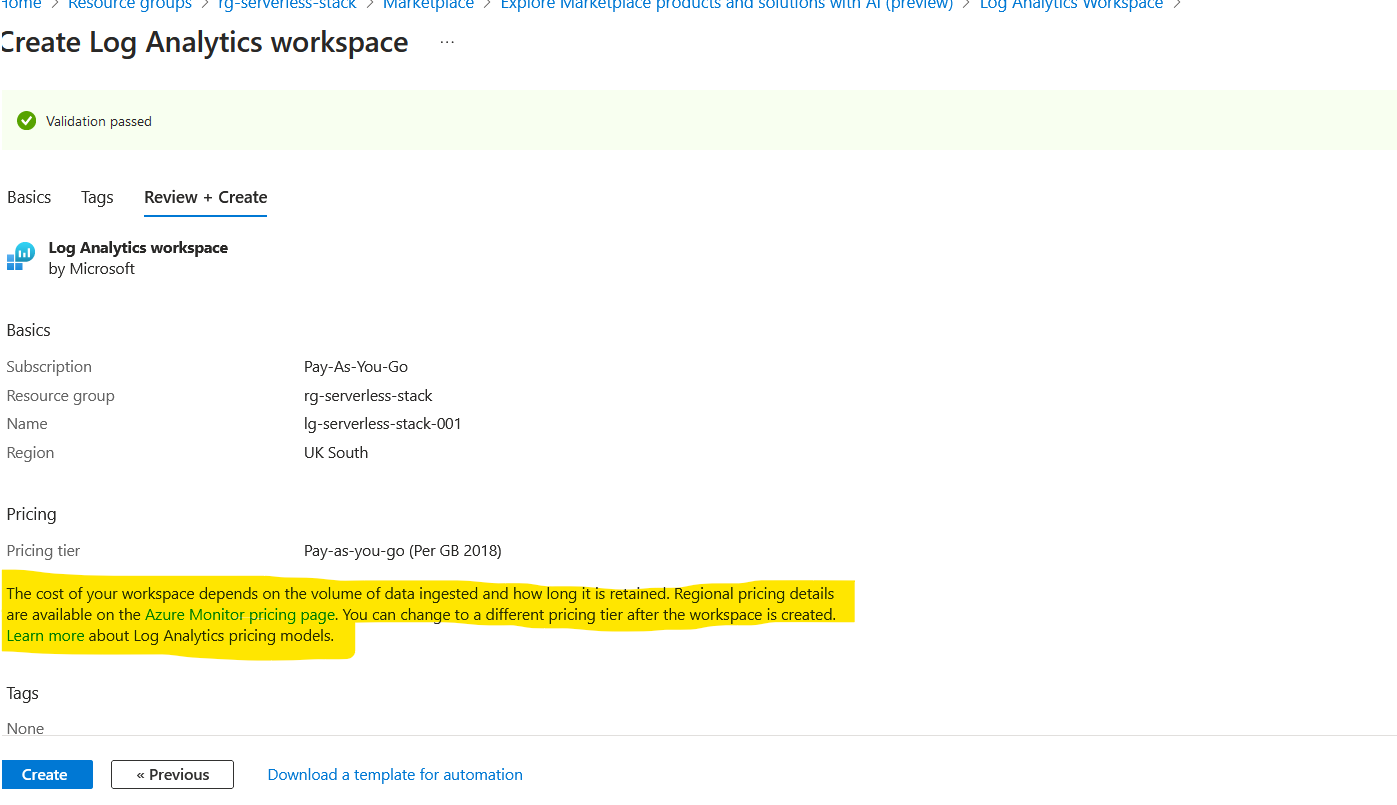 Home > Resource groups > rg-serverless-stack > Marketplace > Explore Marketplace products and solutions with AI (preview) > Log Analytics Workspace >
Create Log Analytics workspace ...
Validation passed
Basics Tags Review + Create
Log Analytics workspace
by Microsoft
Basics
Subscription Pay-As-You-Go
Resource group rg-serverless-stack
Name lg-serverless-stack-001
Region UK South
Pricing
Pricing tier Pay-as-you-go (Per GB 2018)
The cost of your workspace depends on the volume of data ingested and how long it is retained. Regional pricing details
are available on the Azure Monitor pricing page. You can change to a different pricing tier after the workspace is created.
Learn more about Log Analytics pricing models.
Tags
None
Create « Previous Download a template for automation